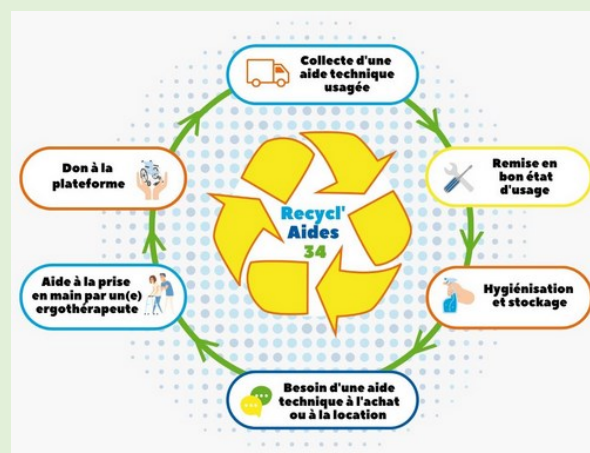 Collecte d'une
aide technique
usagée
Remise en
bon état
d'usage
Hygiénisation
et stockage
Besoin d'une aide
technique à l'achat
ou à la location
Aide à la prise
en main par un(e)
ergothérapeute
Don à la
plateforme
Recycl'
Aides
34